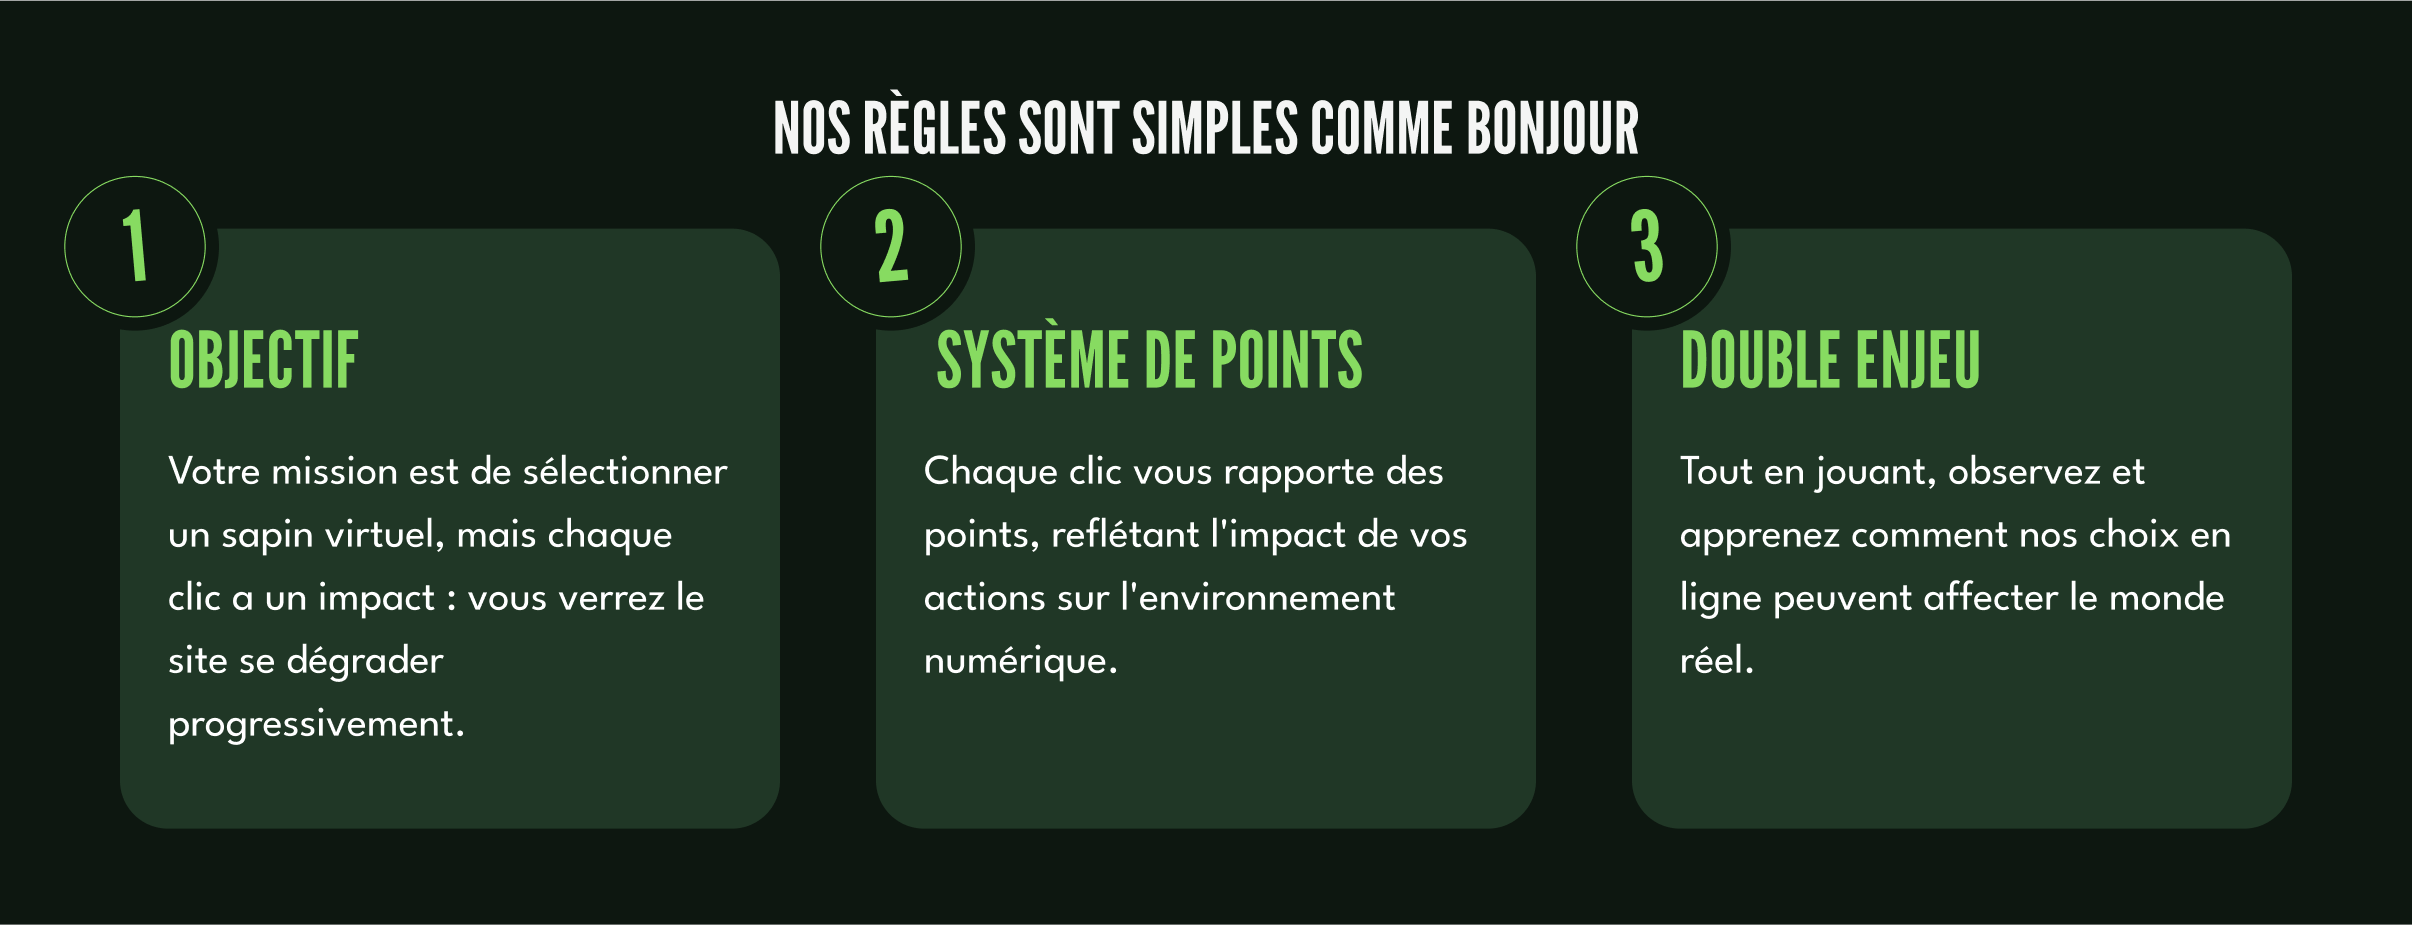 NOS RÈGLES SONT SIMPLES COMME BONJOUR
1
OBJECTIF
Votre mission est de sélectionner
un sapin virtuel, mais chaque
clic a un impact : vous verrez le
site se dégrader
progressivement.
2
SYSTÈME DE POINTS
Chaque clic vous rapporte des
points, reflétant l'impact de vos
actions sur l'environnement
numérique.
3
DOUBLE ENJEU
Tout en jouant, observez et
apprenez comment nos choix en
ligne peuvent affecter le monde
réel.